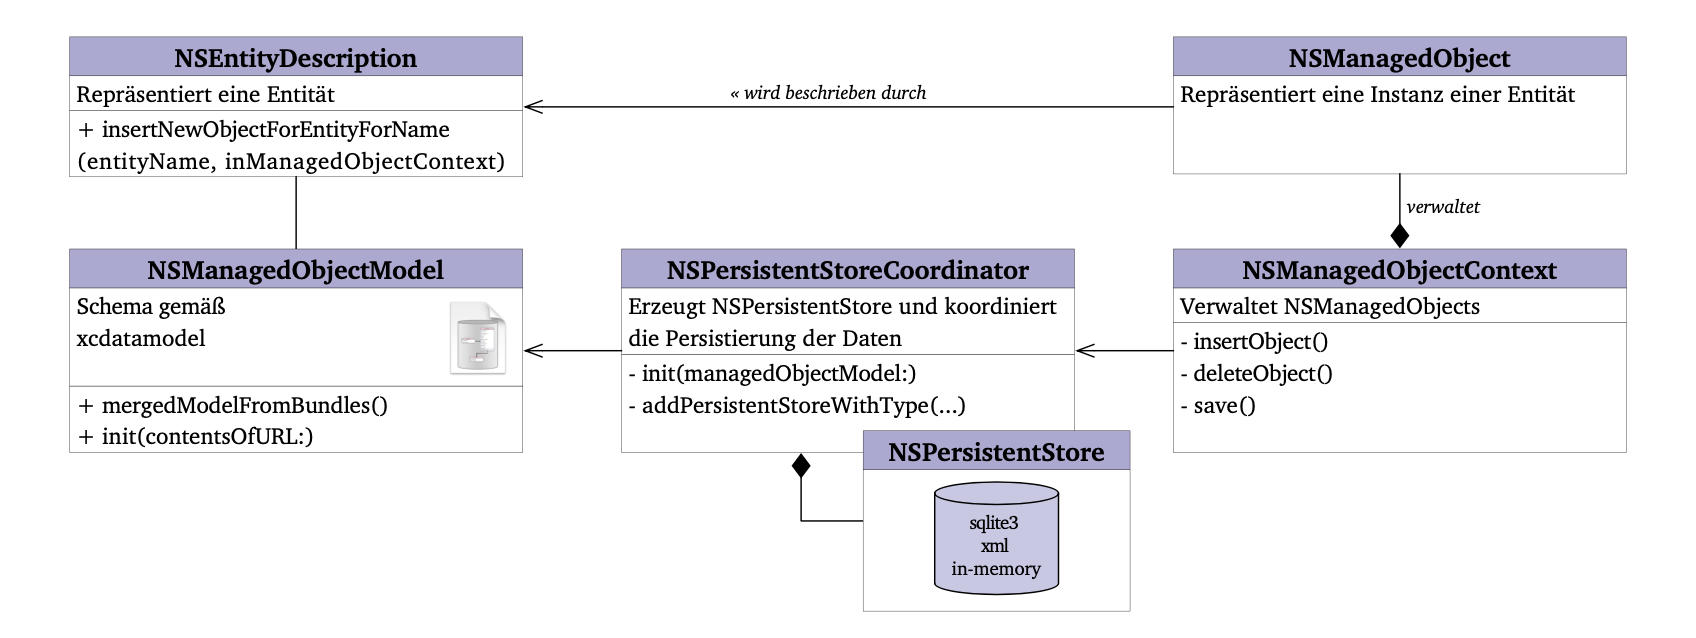 NSEntityDescription
Repräsentiert eine Entität
+ insertNewObjectForEntityForName
(entityName, inManagedObjectContext)
« wird beschrieben durch
NSManagedObject
Repräsentiert eine Instanz einer Entität
verwaltet
NSManagedObjectModel
Schema gemäß
xcdatamodel
+ mergedModelFromBundles()
+ init(contentsOfURL:)
NSPersistentStoreCoordinator
Erzeugt NSPersistentStore und koordiniert
die Persistierung der Daten
- init(managedObjectModel:)
- addPersistentStoreWithType(...)
NSManagedObjectContext
Verwaltet NSManagedObjects
- insertObject()
- deleteObject()
- save()
NSPersistentStore
sqlite3
xml
in-memory